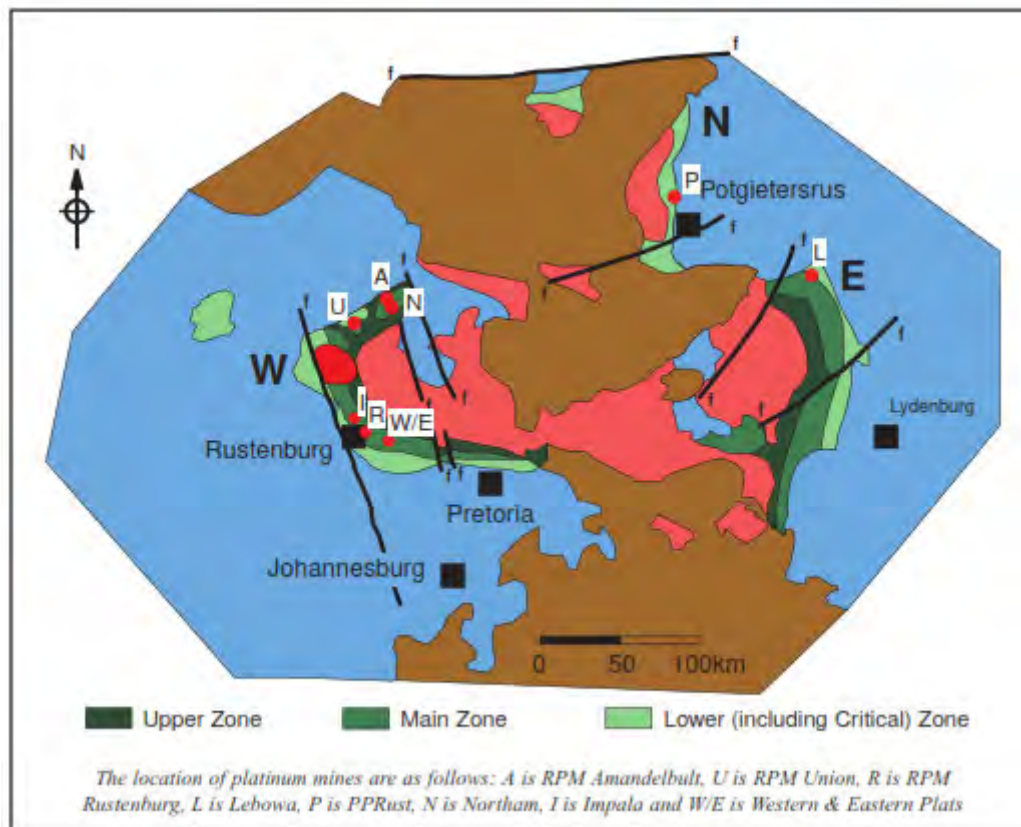 f
f
N
N
P
Potgietersrus
f
f
f
L
E
f
A
N
U
f
f
W
f
f
I
R
W/E
f
Lydenburg
Rustenburg
f
f
Pretoria
Johannesburg
0 50 100km
Upper Zone Main Zone Lower (including Critical) Zone
The location of platinum mines are as follows: A is RPM Amandelbult, U is RPM Union, R is RPM
Rustenburg, L is Lebowa, P is PPRust, N is Northam, I is Impala and W/E is Western & Eastern Plats